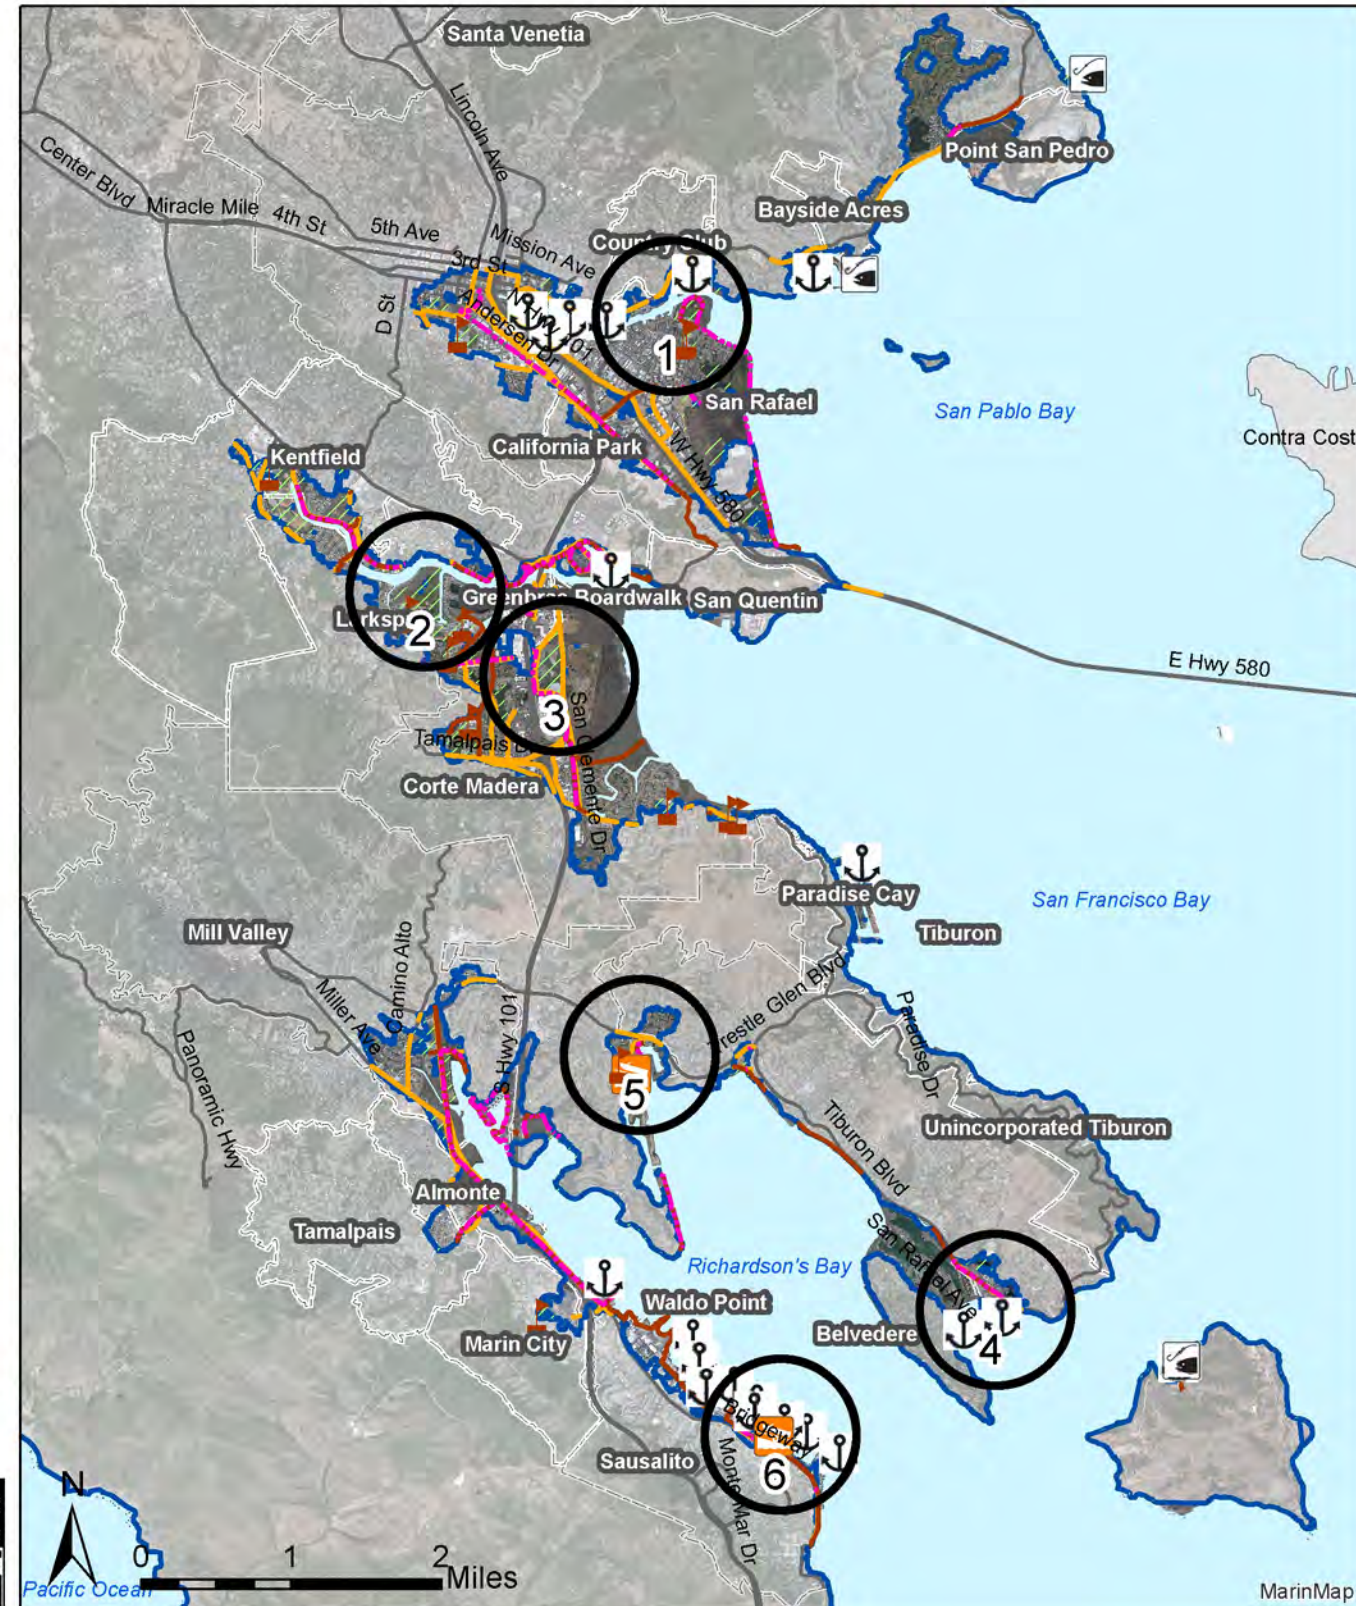 Santa Venetia
Lincoln Ave
Point San Pedro
Center Blvd
Miracle Mile
4th St
5th Ave
Mission Ave
3rd St
Bayside Acres
Country Club
D St
Andersen Dr
N Hwy 101
1
San Rafael
San Pablo Bay
Contra Cost
California Park
W Hwy 580
Kentfield
Greenbrae Boardwalk
San Quentin
2
E Hwy 580
3
San Clemente Dr
Corte Madera
Paradise Cay
San Francisco Bay
Tiburon
Mill Valley
Camino Alto
Miller Ave
S Hwy 101
Trestle Glen Blvd
Paradise Dr
Panoramic Hwy
5
Tiburon Blvd
Unincorporated Tiburon
Almonte
Tamalpais
San Rafael Ave
Richardson's Bay
Waldo Point
Belvedere
4
Marin City
Bridgeway
Sausalito
6
Monte Mar Dr
N
0 1 2 Miles
Pacific Ocean
MarinMap